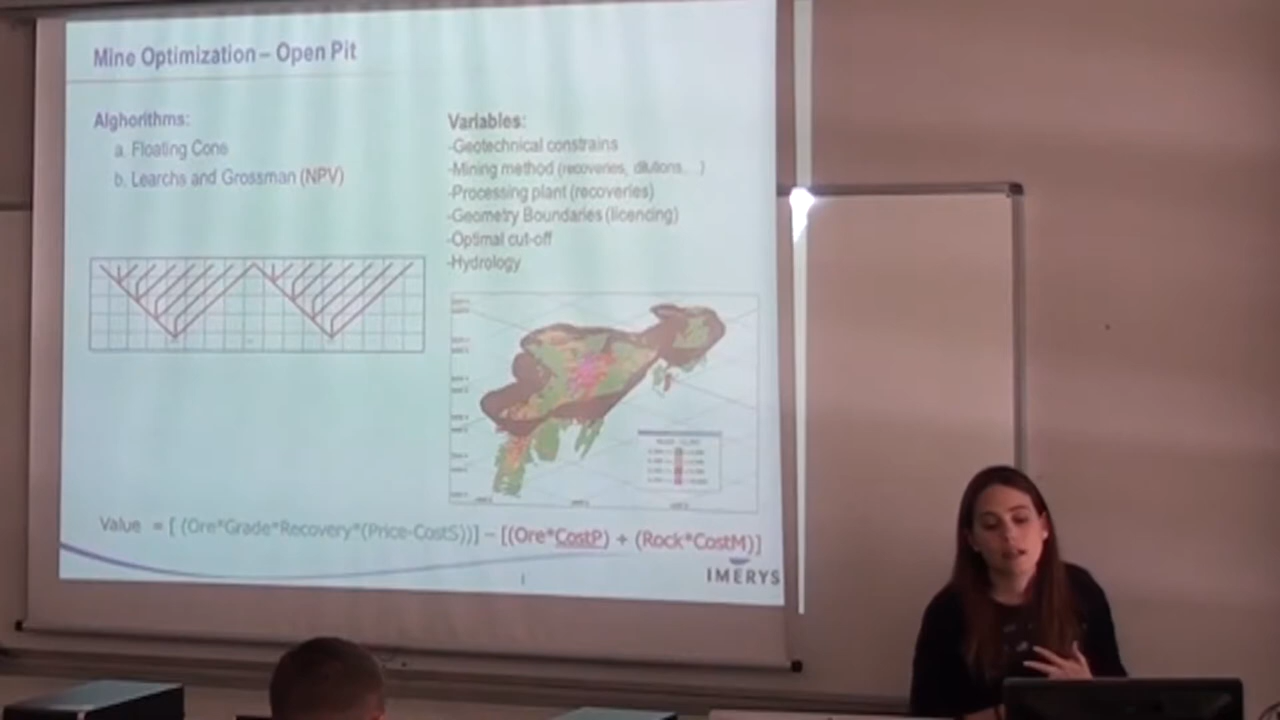 Mine Optimization – Open Pit
Alghorithms:
a. Floating Cone
b. Learchs and Grossman (NPV)
Variables:
-Geotechnical constrains
-Mining method (recoveries, dilutions...)
-Processing plant (recoveries)
-Geometry Boundaries (licencing)
-Optimal cut-off
-Hydrology
Value = [ (Ore*Grade*Recovery*(Price-CostS))] – [(Ore*CostP) + (Rock*CostM)]
IMERYS